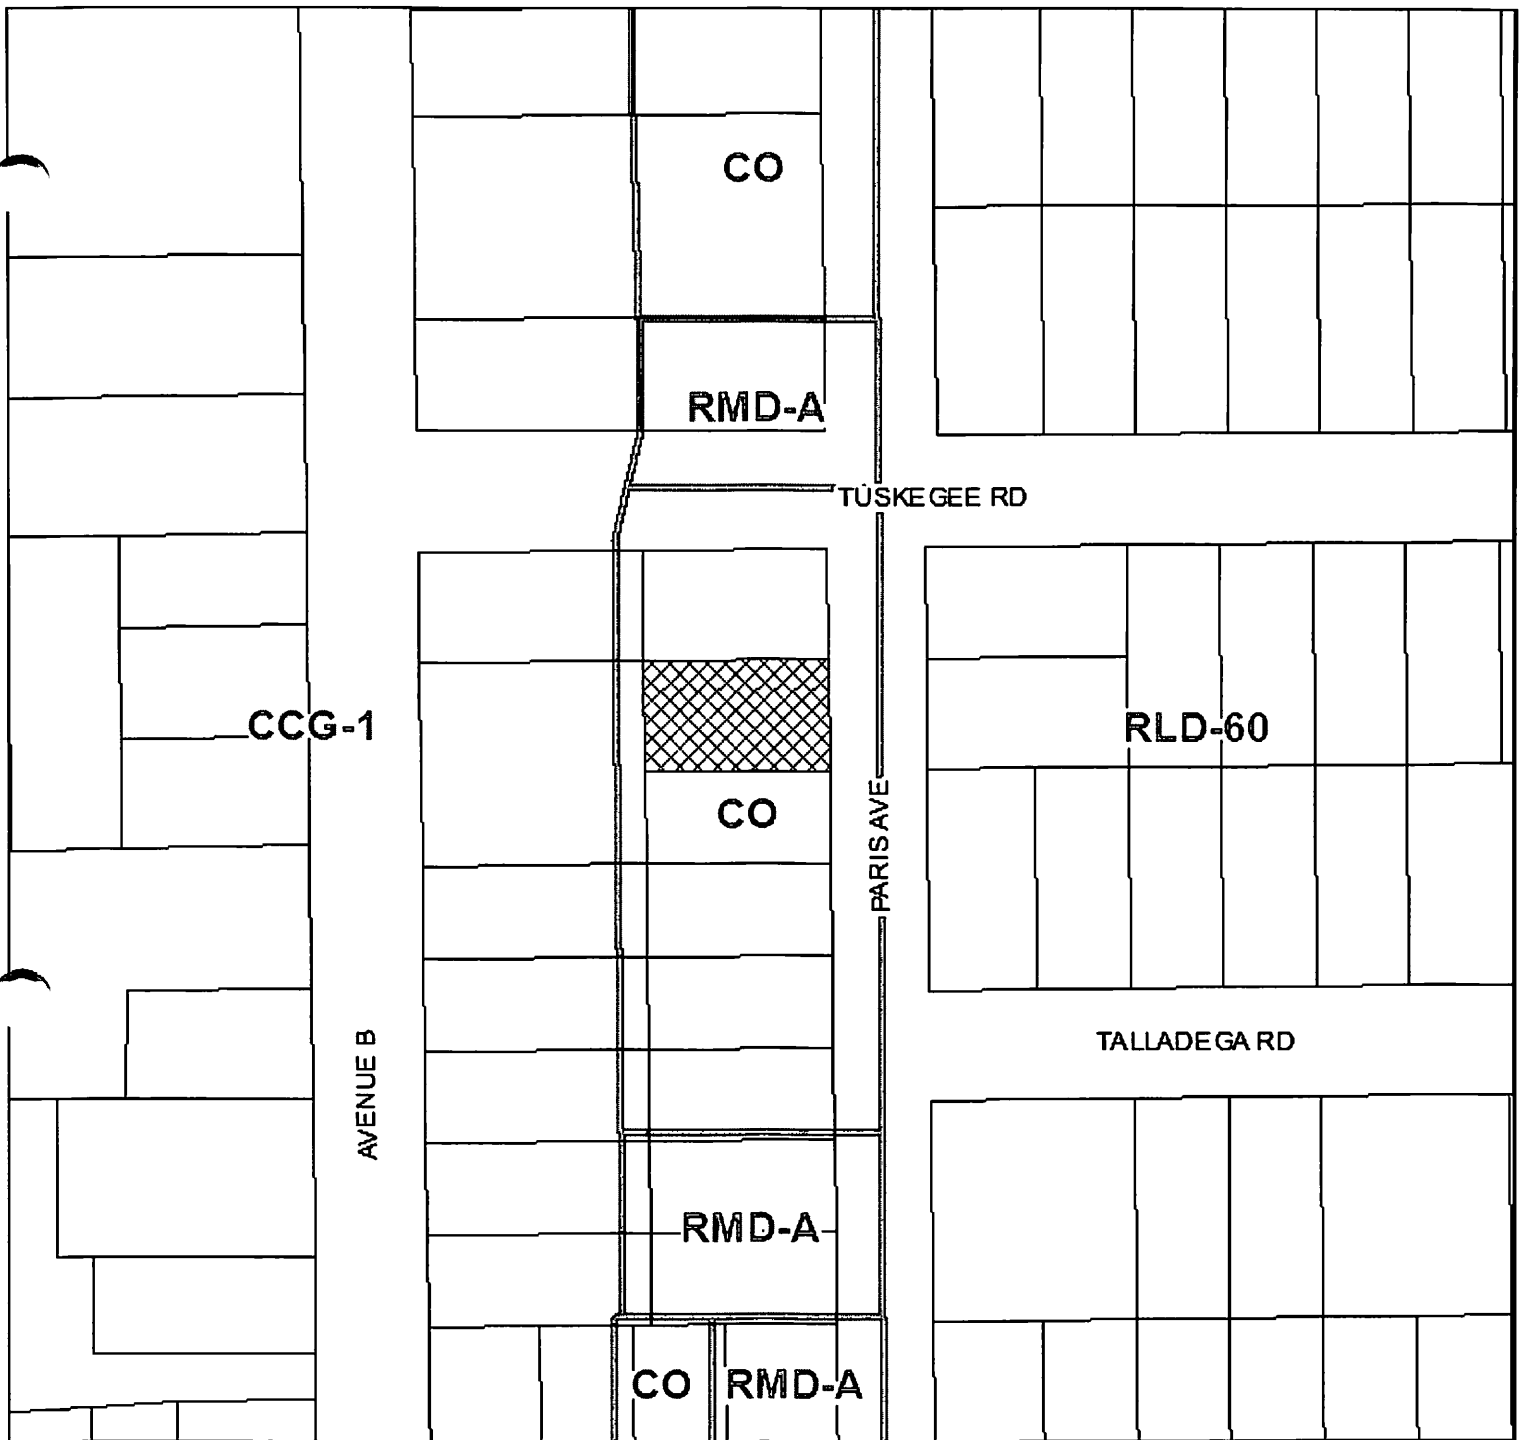 CO
RMD-A
TUSKEGEE RD
CCG-1
RLD-60
CO
PARIS AVE
AVENUE B
TALLADEGA RD
RMD-A
CO
RMD-A